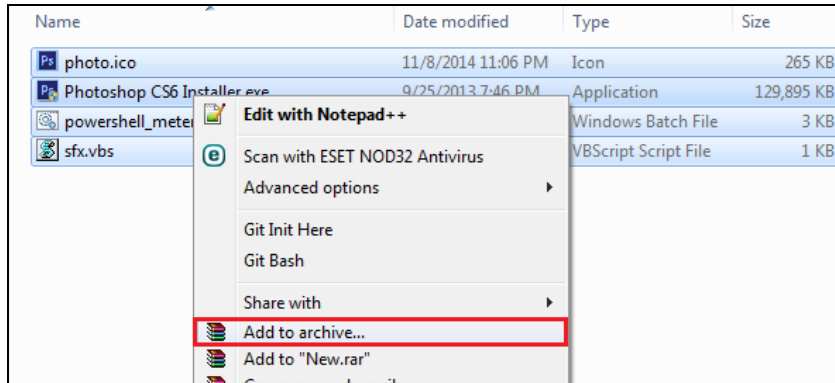 Name Date modified Type Size
photo.ico 11/8/2014 11:06 PM Icon 265 KB
Photoshop CS6 Installer.exe 9/25/2013 7:46 PM Application 129,895 KB
Edit with Notepad++
Windows Batch File 3 KB
sfx.vbs VBScript Script File 1 KB
Scan with ESET NOD32 Antivirus
Advanced options
Git Init Here
Git Bash
Share with
Add to archive...
Add to "New.rar"